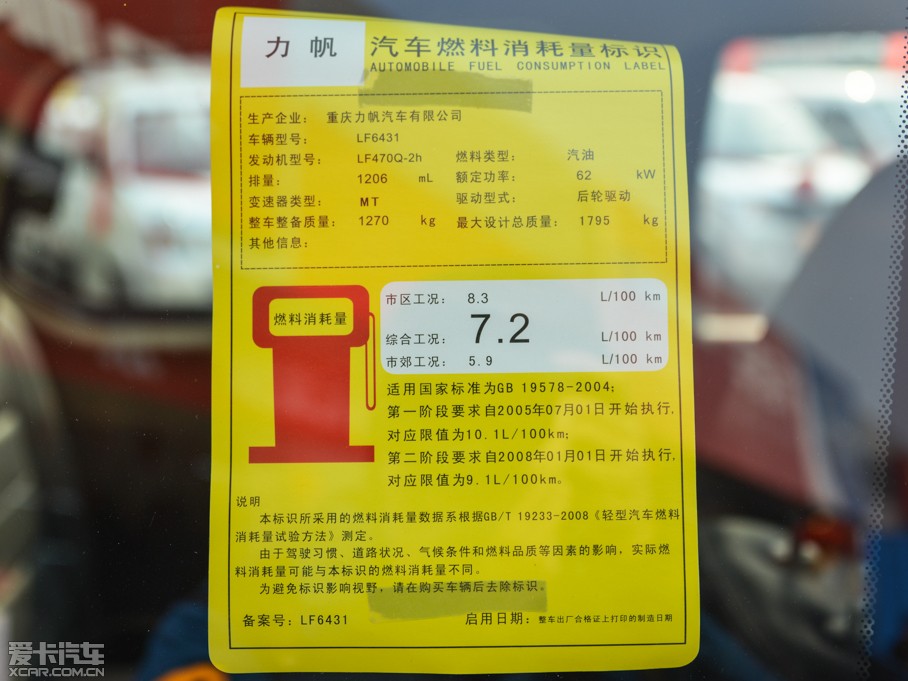 力 帆
汽车燃料消耗量标识
AUTOMOBILE FUEL CONSUMPTION LABEL
生产企业： 重庆力帆汽车有限公司
车辆型号： LF6431
发动机型号： LF470Q-2h 燃料类型： 汽油
排量： 1206 mL 额定功率： 62 kW
变速器类型： MT 驱动型式： 后轮驱动
整车整备质量： 1270 kg 最大设计总质量： 1795 kg
其他信息：
燃料消耗量
市区工况： 8.3 L/100 km
综合工况： 7.2 L/100 km
市郊工况： 5.9 L/100 km
适用国家标准为GB 19578-2004；
第一阶段要求自2005年07月01日开始执行,
对应限值为10.1L/100km；
第二阶段要求自2008年01月01日开始执行,
对应限值为9.1L/100km。
说明
本标识所采用的燃料消耗量数据系根据GB/T 19233-2008《轻型汽车燃料
消耗量试验方法》测定。
由于驾驶习惯、道路状况、气候条件和燃料品质等因素的影响，实际燃
料消耗量可能与本标识的燃料消耗量不同。
为避免标识影响视野，请在购买车辆后去除标识。
备案号：LF6431 启用日期：整车出厂合格证上打印的制造日期
爱卡汽车
XCAR.COM.CN